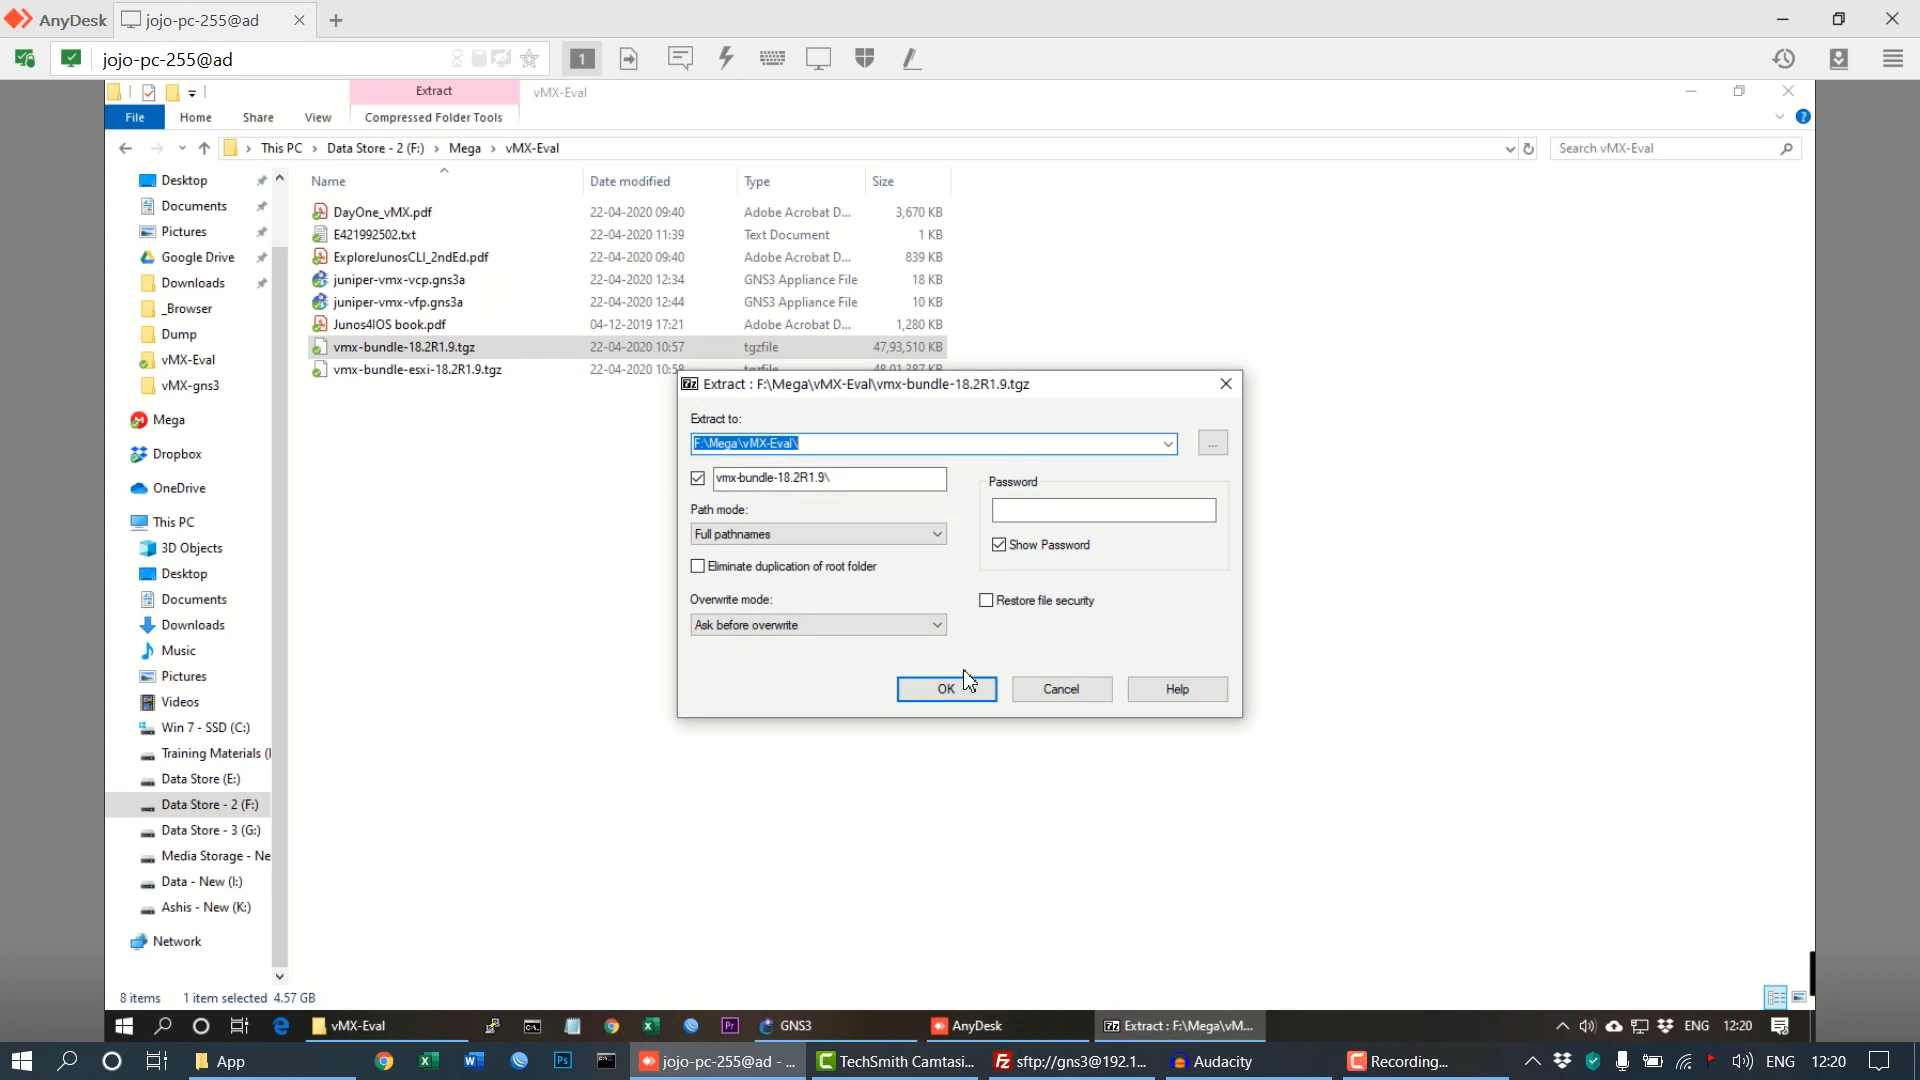 AnyDesk jojo-pc-255@ad
jojo-pc-255@ad 1
Extract vMX-Eval
File Home Share View Compressed Folder Tools
This PC Data Store - 2 (F:) Mega vMX-Eval Search vMX-Eval
Name Date modified Type Size
DayOne_vMX.pdf 22-04-2020 09:40 Adobe Acrobat D... 3,670 KB
E421992502.txt 22-04-2020 11:39 Text Document 1 KB
ExploreJunosCLI_2ndEd.pdf 22-04-2020 09:40 Adobe Acrobat D... 839 KB
juniper-vmx-vcp.gns3a 22-04-2020 12:34 GNS3 Appliance File 18 KB
juniper-vmx-vfp.gns3a 22-04-2020 12:44 GNS3 Appliance File 10 KB
Junos4IOS book.pdf 04-12-2019 17:21 Adobe Acrobat D... 1,280 KB
vmx-bundle-18.2R1.9.tgz 22-04-2020 10:57 tgzfile 47,93,510 KB
vmx-bundle-esxi-18.2R1.9.tgz 22-04-2020 10:58 tgzfile 48,01,387 KB
Desktop
Documents
Pictures
Google Drive
Downloads
_Browser
Dump
vMX-Eval
vMX-gns3
Mega
Dropbox
OneDrive
This PC
3D Objects
Desktop
Documents
Downloads
Music
Pictures
Videos
Win 7 - SSD (C:)
Training Materials (
Data Store (E:)
Data Store - 2 (F:)
Data Store - 3 (G:)
Media Storage - Ne
Data - New (I:)
Ashis - New (K:)
Network
7z Extract : F:\Mega\vMX-Eval\vmx-bundle-18.2R1.9.tgz
Extract to:
F:\Mega\vMX-Eval\ ...
vmx-bundle-18.2R1.9\
Password
Path mode:
Full pathnames
Show Password
Eliminate duplication of root folder
Overwrite mode:
Restore file security
Ask before overwrite
OK Cancel Help
8 items 1 item selected 4.57 GB
vMX-Eval GNS3 AnyDesk 7z Extract : F:\Mega\vM... ENG 12:20
App jojo-pc-255@ad - ... TechSmith Camtasi... sftp://gns3@192.1... Audacity Recording... ENG 12:20